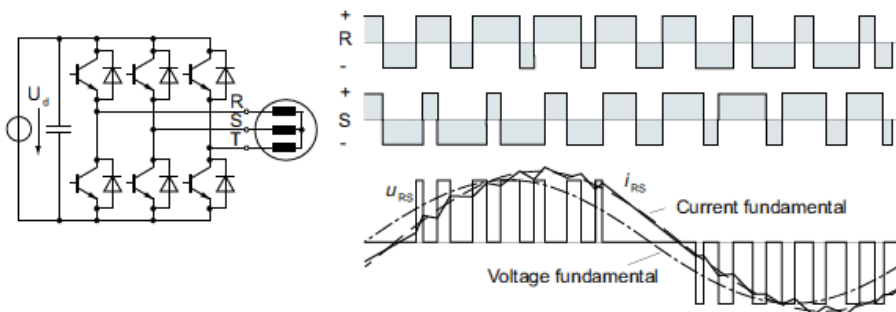 U_d
R
S
T
+
R
-
+
S
-
u_RS
i_RS
Current fundamental
Voltage fundamental